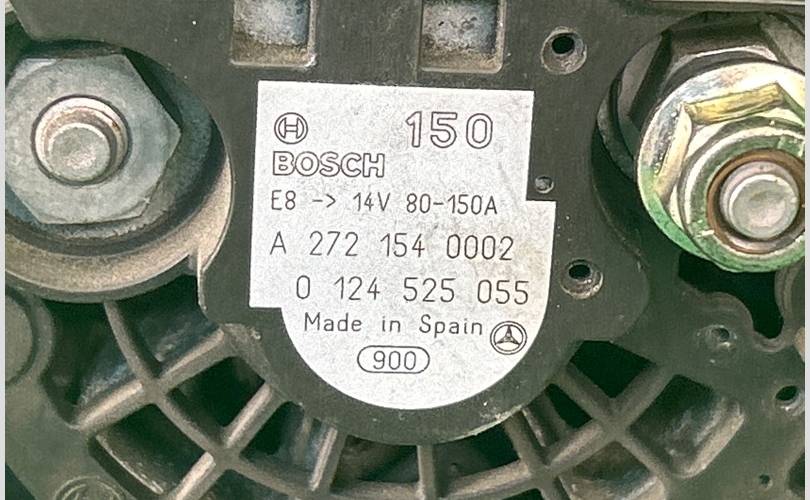 150
BOSCH
E8 -> 14V 80-150A
A 272 154 0002
0 124 525 055
Made in Spain
900